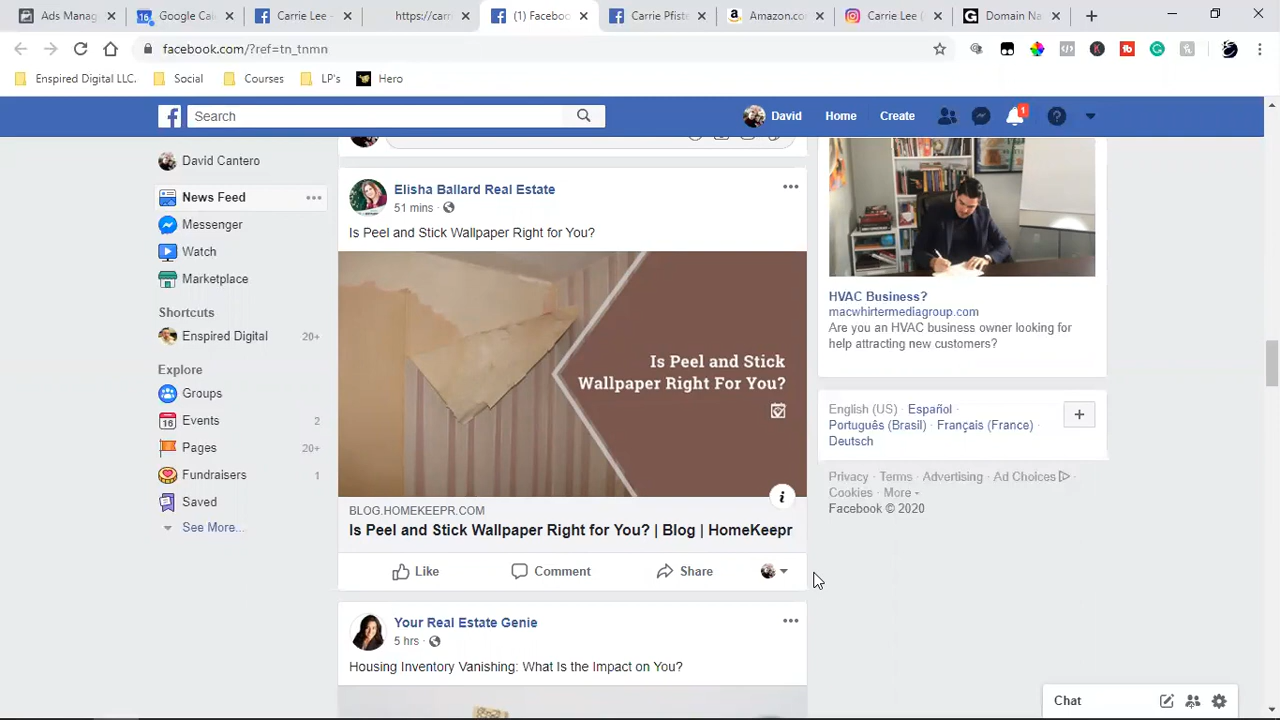 Ads Manag
16 Google Cal
Carrie Lee -
https://carri
(1) Faceboo
Carrie Pfiste
Amazon.co
Carrie Lee (
Domain Na
facebook.com/?ref=tn_tnmn
Enspired Digital LLC.
Social
Courses
LP's
Hero
Search
David
Home
Create
1
David Cantero
News Feed
Messenger
Watch
Marketplace
Shortcuts
Enspired Digital 20+
Explore
Groups
16 Events 2
Pages 20+
Fundraisers 1
Saved
See More...
Elisha Ballard Real Estate
51 mins ·
Is Peel and Stick Wallpaper Right for You?
Is Peel and Stick
Wallpaper Right For You?
BLOG.HOMEKEEPR.COM
Is Peel and Stick Wallpaper Right for You? | Blog | HomeKeepr
Like
Comment
Share
Your Real Estate Genie
5 hrs ·
Housing Inventory Vanishing: What Is the Impact on You?
HVAC Business?
macwhirtermediagroup.com
Are you an HVAC business owner looking for
help attracting new customers?
English (US) · Español ·
Português (Brasil) · Français (France) ·
Deutsch
Privacy · Terms · Advertising · Ad Choices ·
Cookies · More
Facebook © 2020
Chat